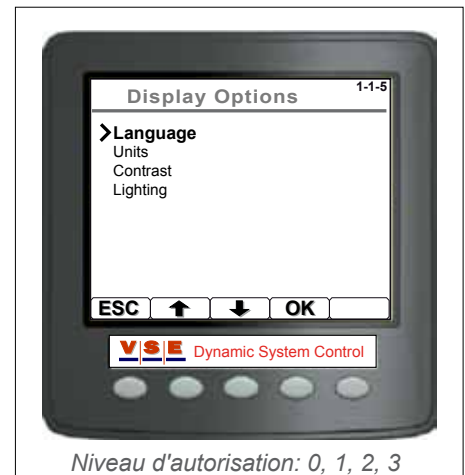 Display Options
1-1-5
Language
Units
Contrast
Lighting
ESC OK
VSE Dynamic System Control
Niveau d'autorisation: 0, 1, 2, 3